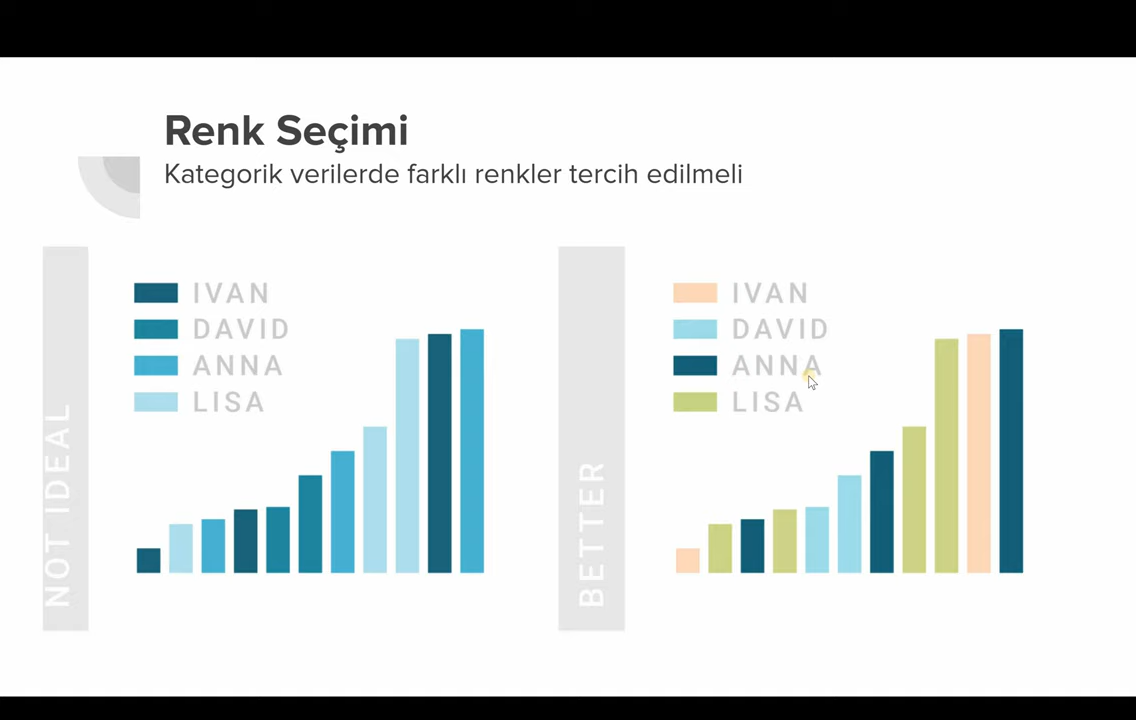 Renk Seçimi
Kategorik verilerde farklı renkler tercih edilmeli
NOT IDEAL
IVAN
DAVID
ANNA
LISA
BETTER
IVAN
DAVID
ANNA
LISA